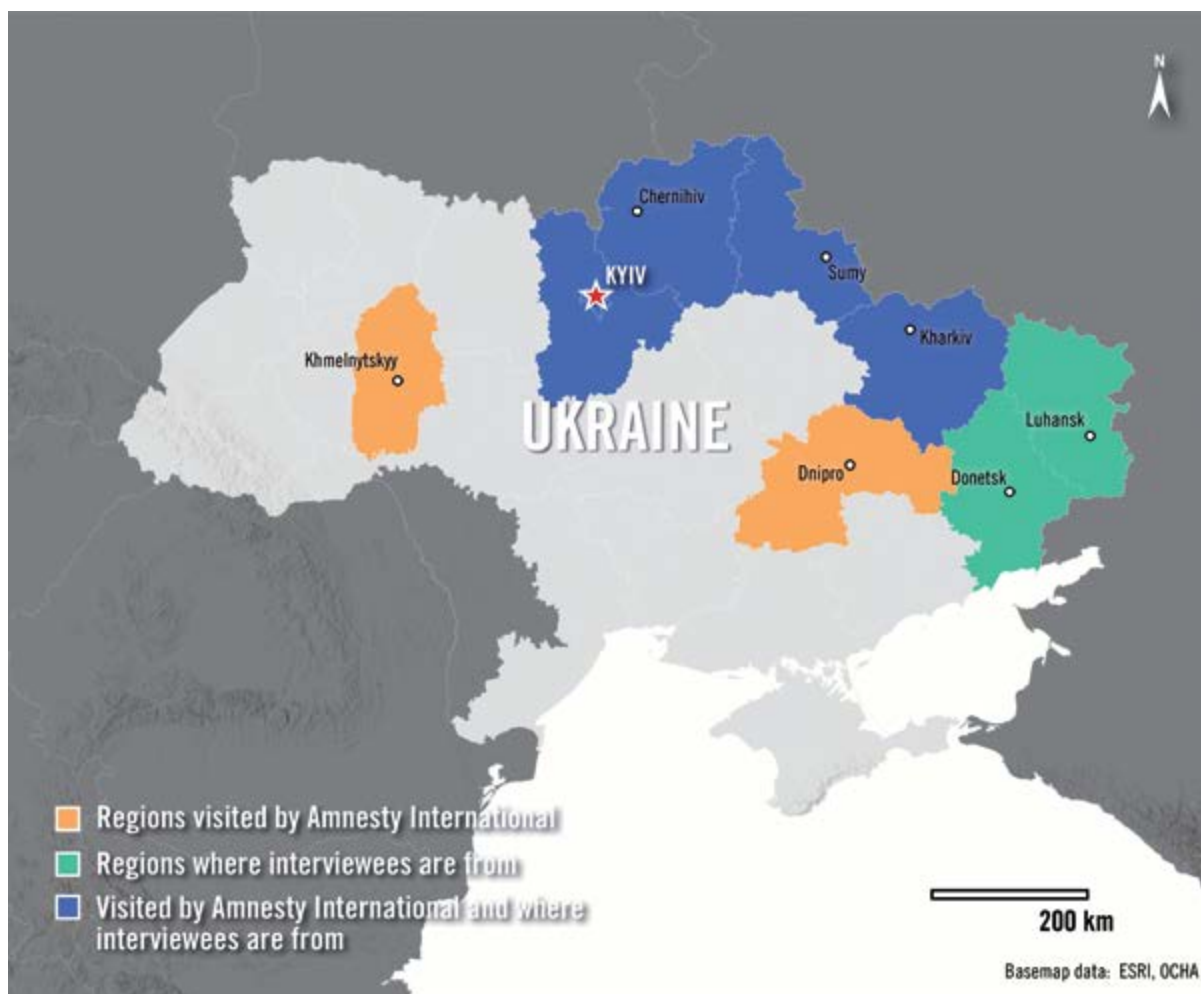 N
Chernihiv
KYIV
Sumy
Kharkiv
Khmelnytskyy
UKRAINE
Luhansk
Dnipro
Donetsk
Regions visited by Amnesty International
Regions where interviewees are from
Visited by Amnesty International and where
interviewees are from
200 km
Basemap data: ESRI, OCHA